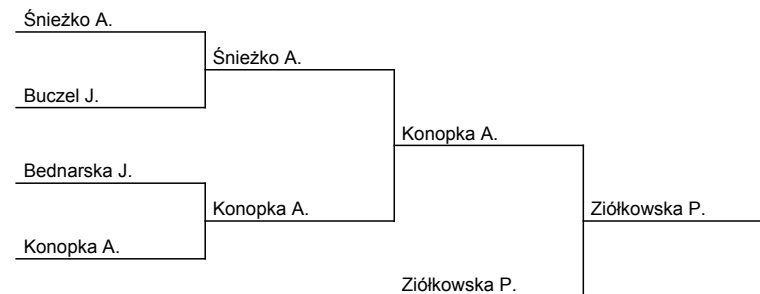 Śnieżko A.
Śnieżko A.
Buczel J.
Konopka A.
Bednarska J.
Konopka A.
Ziółkowska P.
Konopka A.
Ziółkowska P.